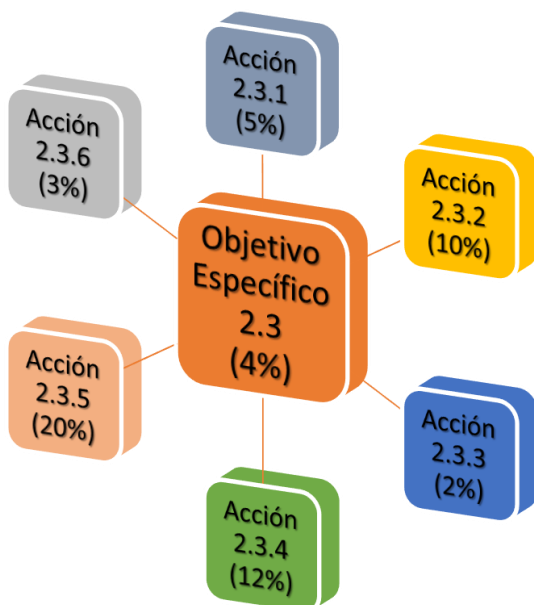 Acción
2.3.1
(5%)
Acción
2.3.6
(3%)
Acción
2.3.2
(10%)
Objetivo
Específico
2.3
(4%)
Acción
2.3.5
(20%)
Acción
2.3.3
(2%)
Acción
2.3.4
(12%)